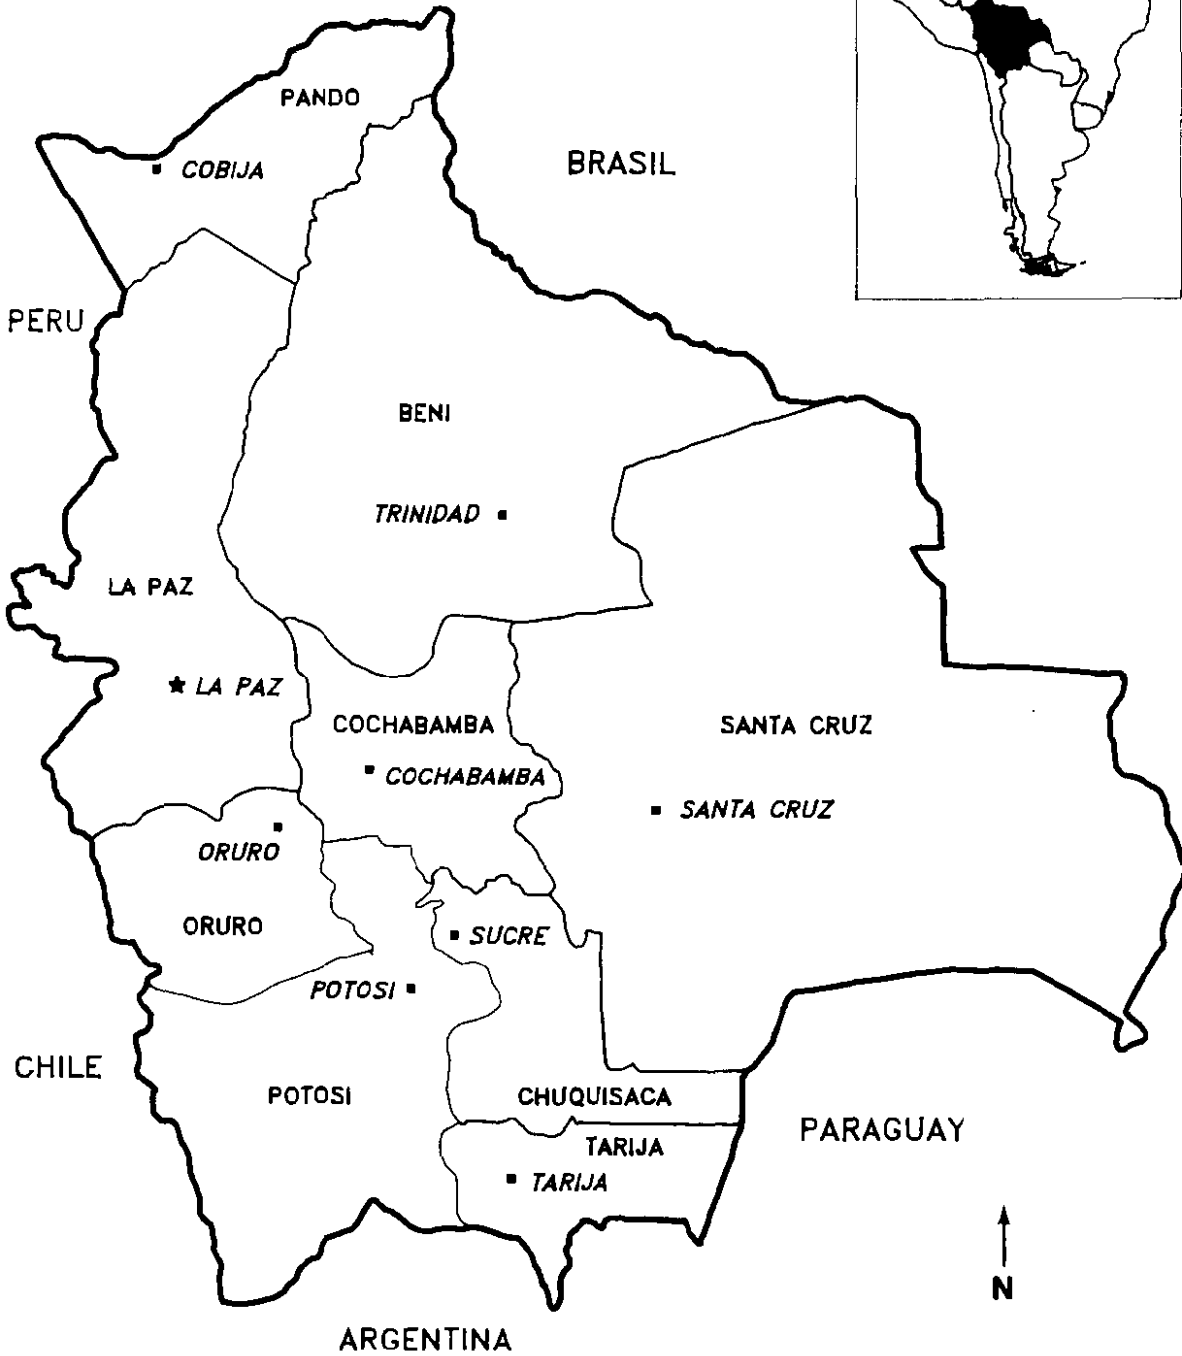 PANDO
COBIJA
BRASIL
PERU
BENI
TRINIDAD
LA PAZ
LA PAZ
COCHABAMBA
SANTA CRUZ
COCHABAMBA
SANTA CRUZ
ORURO
ORURO
SUCRE
POTOSI
CHILE
POTOSI
CHUQUISACA
PARAGUAY
TARIJA
TARIJA
N
ARGENTINA